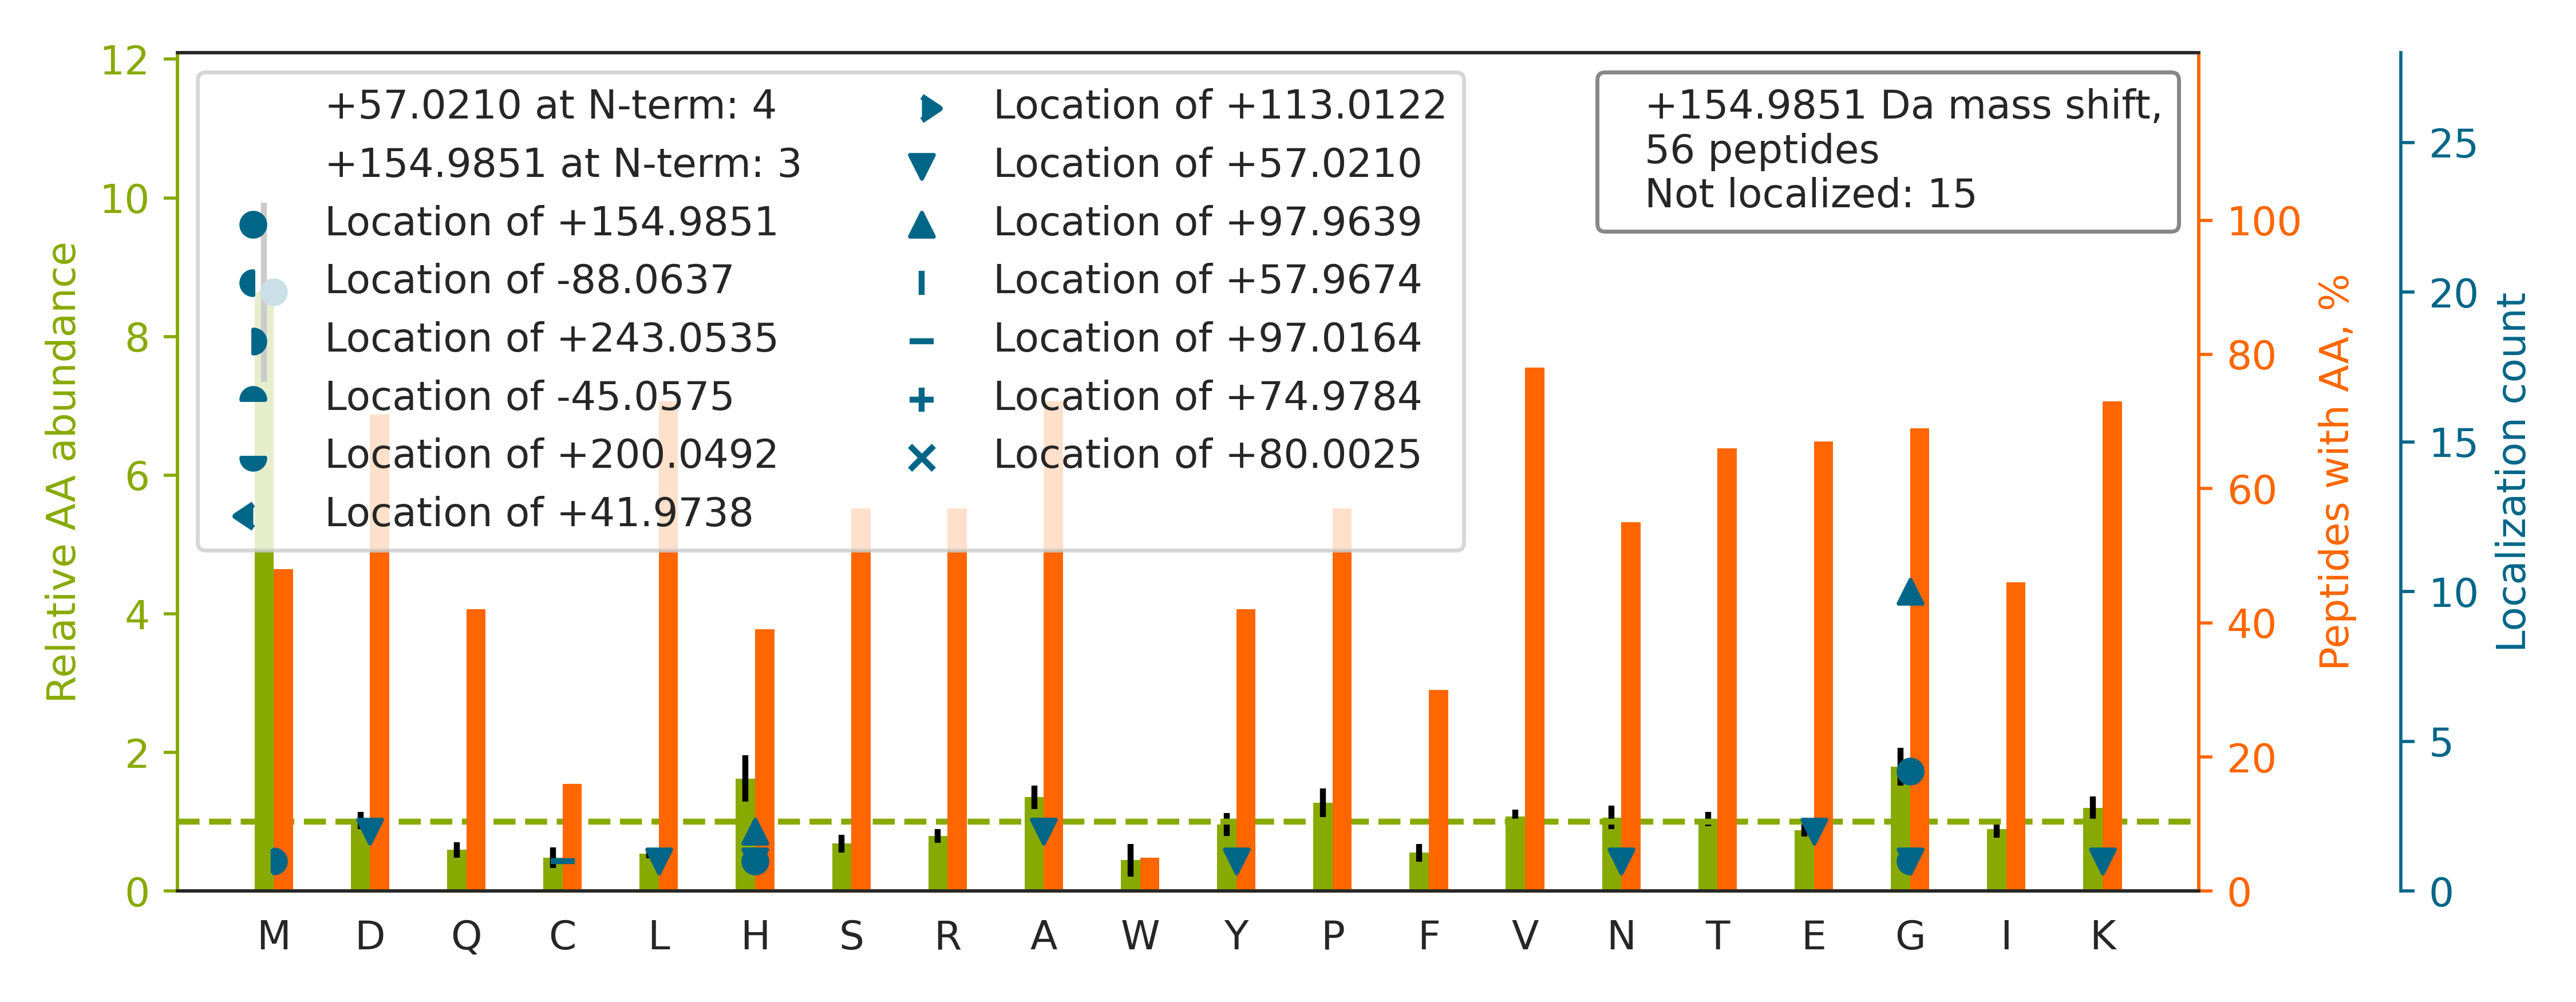 +57.0210 at N-term: 4
+154.9851 at N-term: 3
Location of +154.9851
Location of -88.0637
Location of +243.0535
Location of -45.0575
Location of +200.0492
Location of +41.9738
Location of +113.0122
Location of +57.0210
Location of +97.9639
Location of +57.9674
Location of +97.0164
Location of +74.9784
Location of +80.0025
+154.9851 Da mass shift,
56 peptides
Not localized: 15
Relative AA abundance
12
10
8
6
4
2
0
M D Q C L H S R A W Y P F V N T E G I K
100
80
60
40
20
0
Peptides with AA, %
25
20
15
10
5
0
Localization count